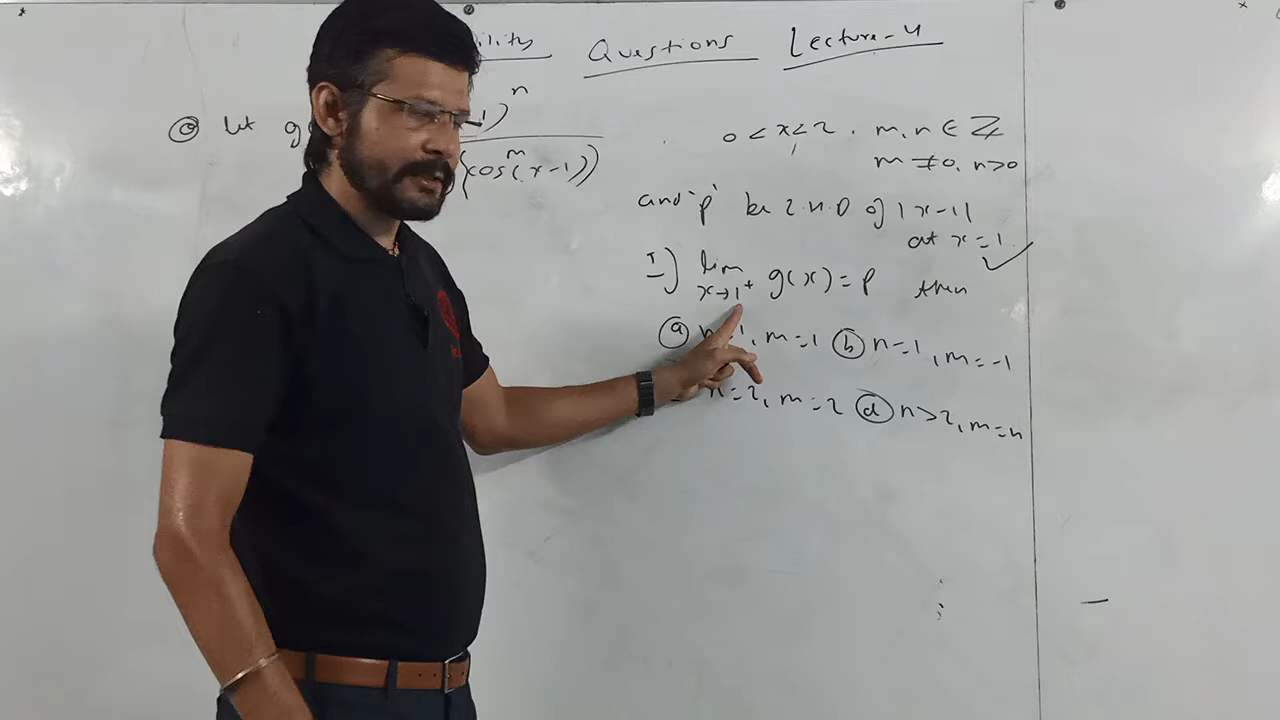 ility Questions Lecture-4
Q let g 1)^n
(cos^m(x-1))
0 < x < 2 . m, n ∈ Z
m ≠ 0, n > 0
and 'p' be L.H.D of |x-1|
at x = 1
If) lim x→1+ g(x) = p then
(a) n=1, m=1 (b) n=1, m=-1
n=2, m=2 (d) n>2, m=n